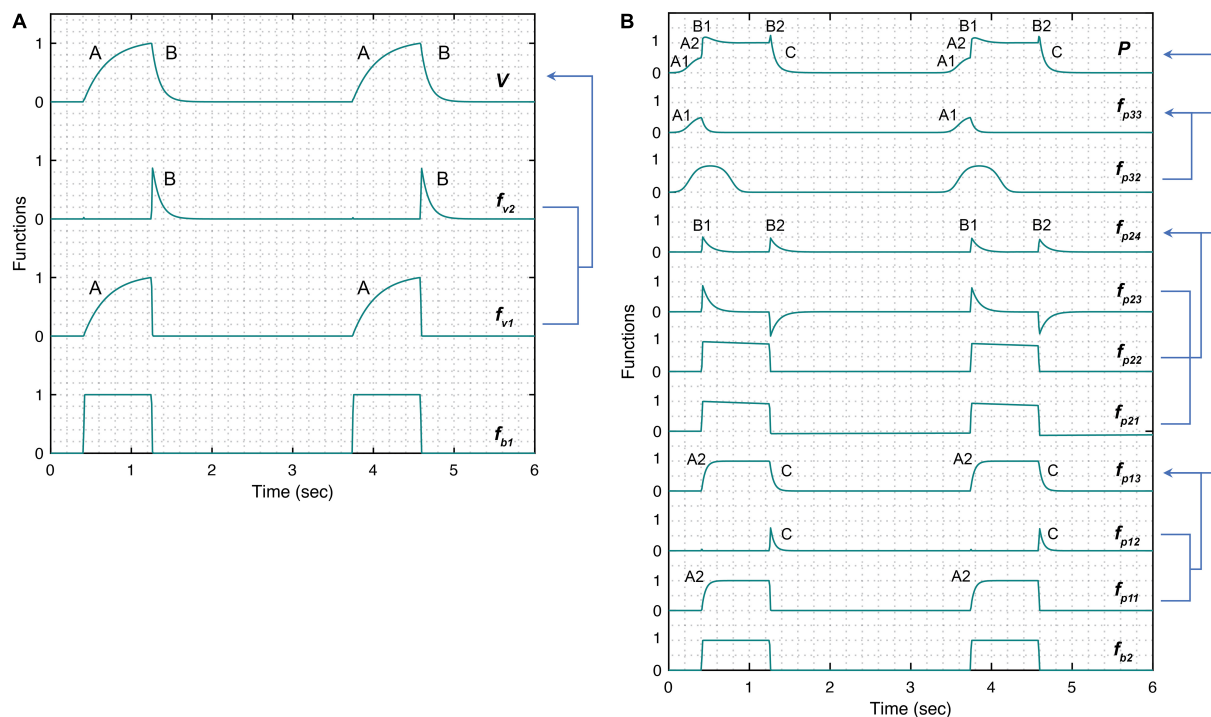 A
1
A
B
A
B
V
0
1
B
B
f_v2
0
Functions
1
A
A
f_v1
0
1
f_b1
0
0 1 2 3 4 5 6
Time (sec)
B
B1 B2 B1 B2
1
A2
A2
P
C
C
A1
A1
0
1
A1
A1
f_p33
0
1
f_p32
0
1
B1 B2 B1 B2
f_p24
0
1
f_p23
0
Functions
1
f_p22
0
1
f_p21
0
1
A2
C
A2
C
f_p13
0
1
C
C
f_p12
0
1
A2
A2
f_p11
0
1
f_b2
0
0 1 2 3 4 5 6
Time (sec)